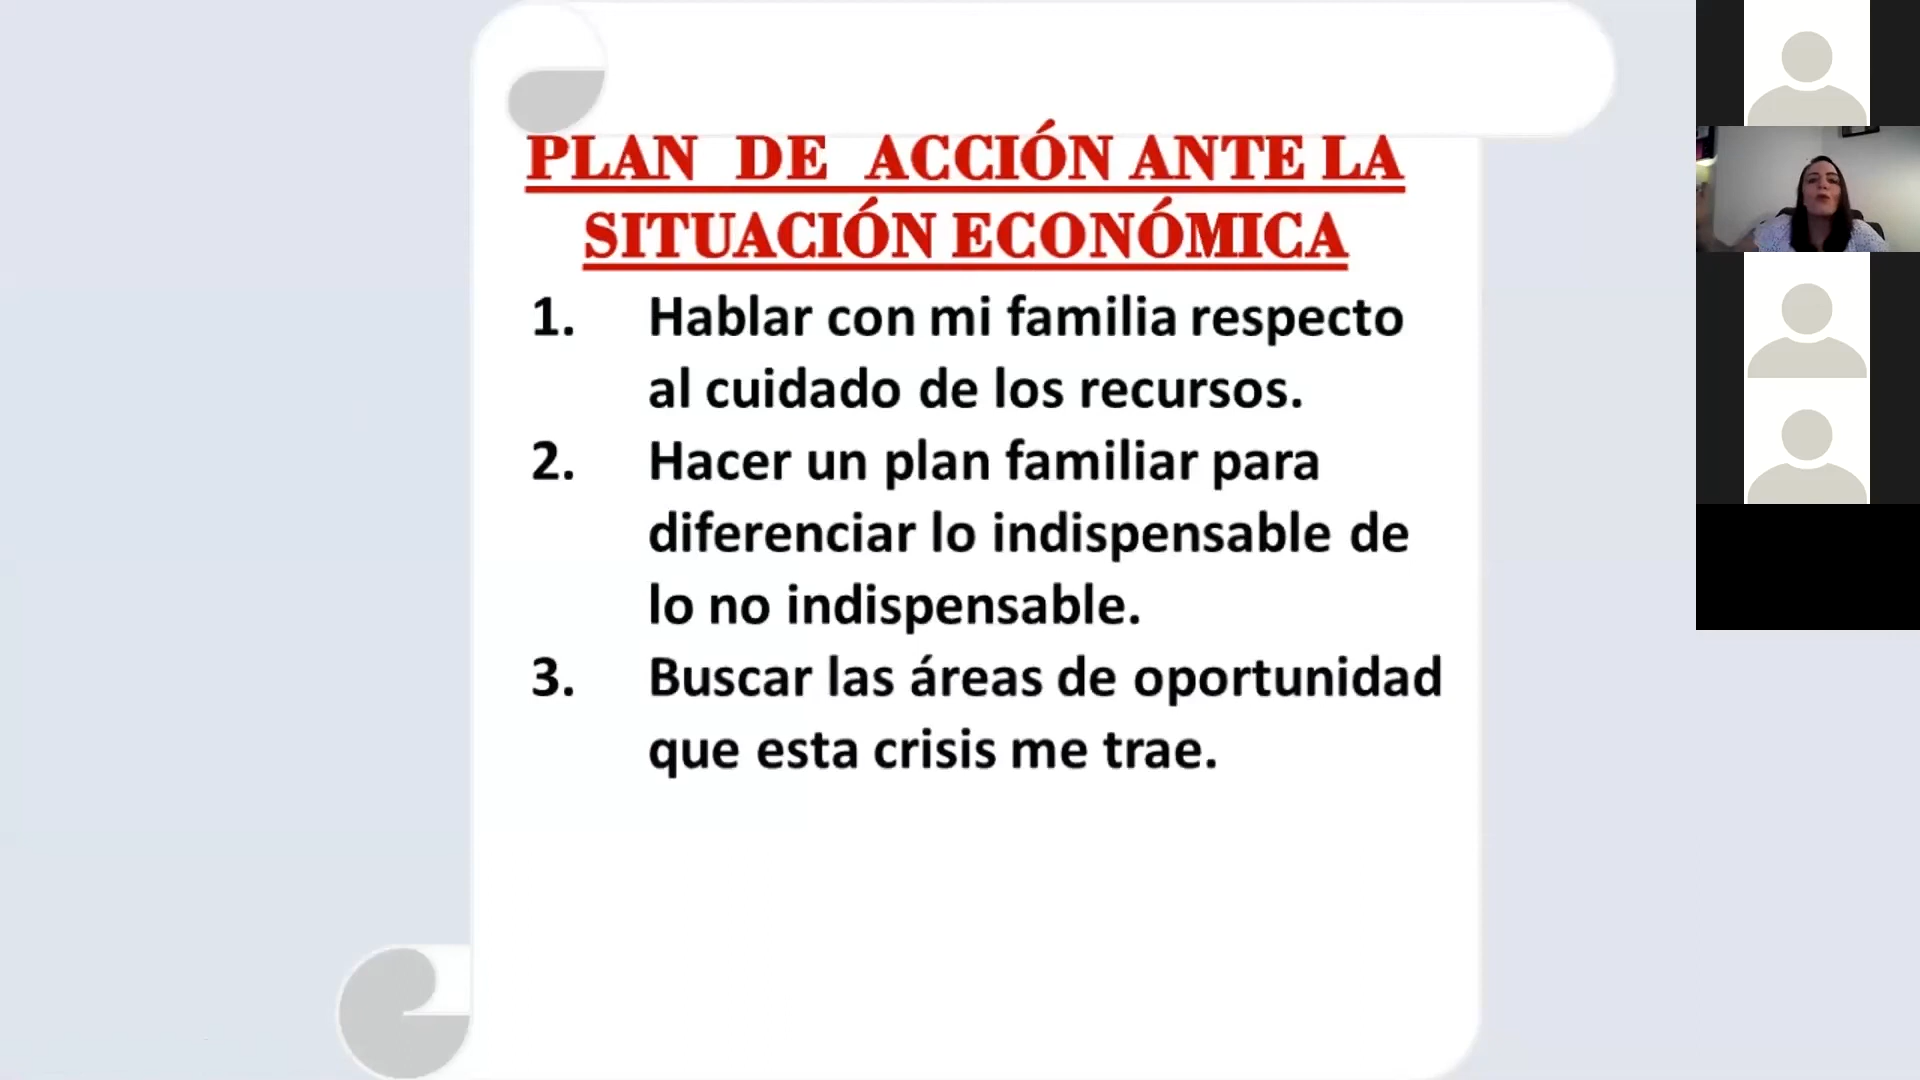 PLAN DE ACCIÓN ANTE LA
SITUACIÓN ECONÓMICA
1. Hablar con mi familia respecto
al cuidado de los recursos.
2. Hacer un plan familiar para
diferenciar lo indispensable de
lo no indispensable.
3. Buscar las áreas de oportunidad
que esta crisis me trae.